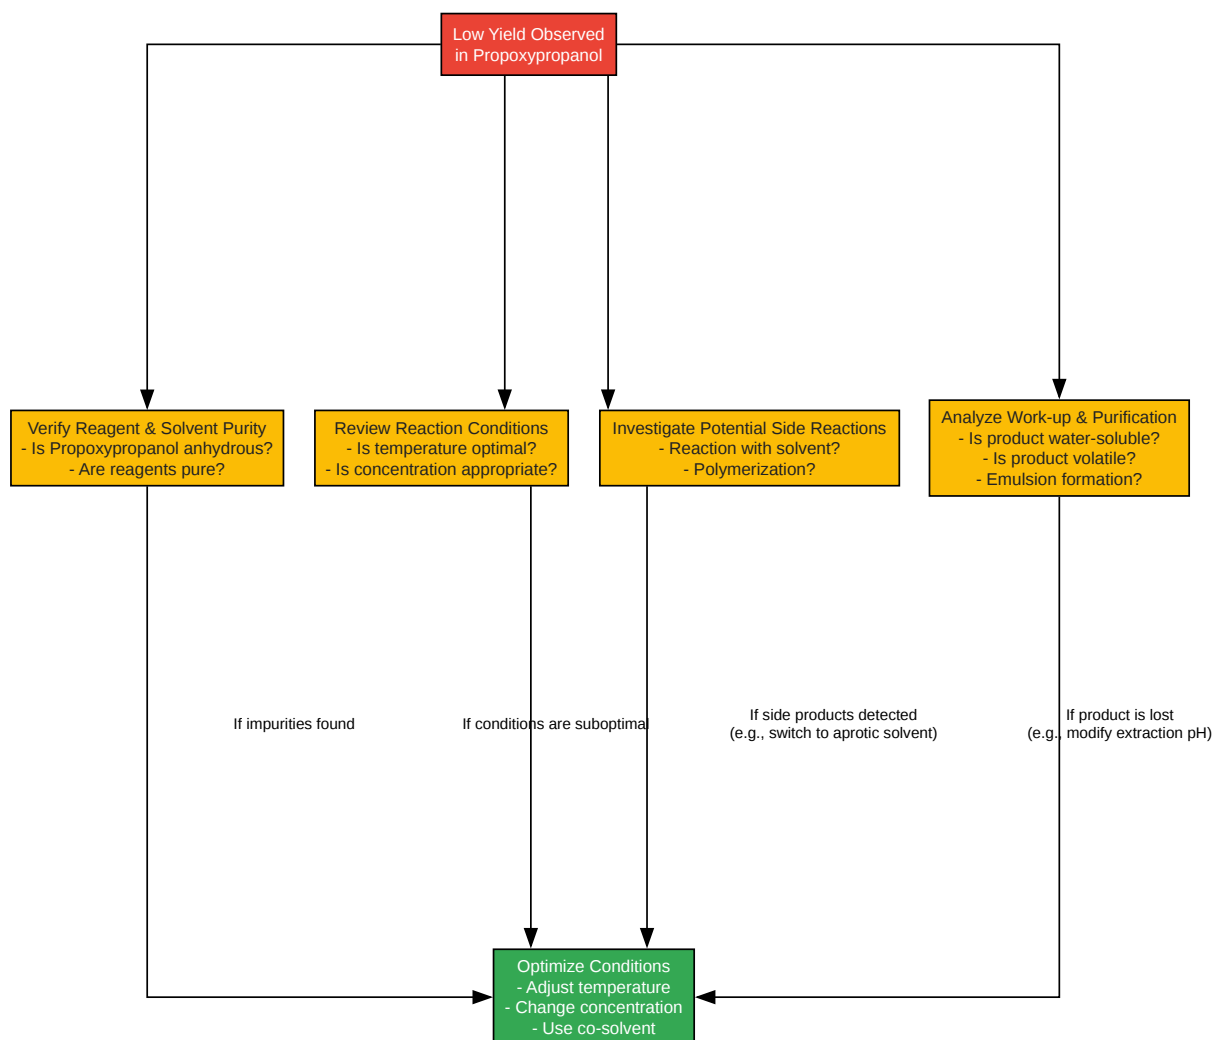 Low Yield Observed
in Propoxypropanol
Verify Reagent & Solvent Purity
- Is Propoxypropanol anhydrous?
- Are reagents pure?
Review Reaction Conditions
- Is temperature optimal?
- Is concentration appropriate?
Investigate Potential Side Reactions
- Reaction with solvent?
- Polymerization?
Analyze Work-up & Purification
- Is product water-soluble?
- Is product volatile?
- Emulsion formation?
If impurities found
If conditions are suboptimal
If side products detected
(e.g., switch to aprotic solvent)
If product is lost
(e.g., modify extraction pH)
Optimize Conditions
- Adjust temperature
- Change concentration
- Use co-solvent